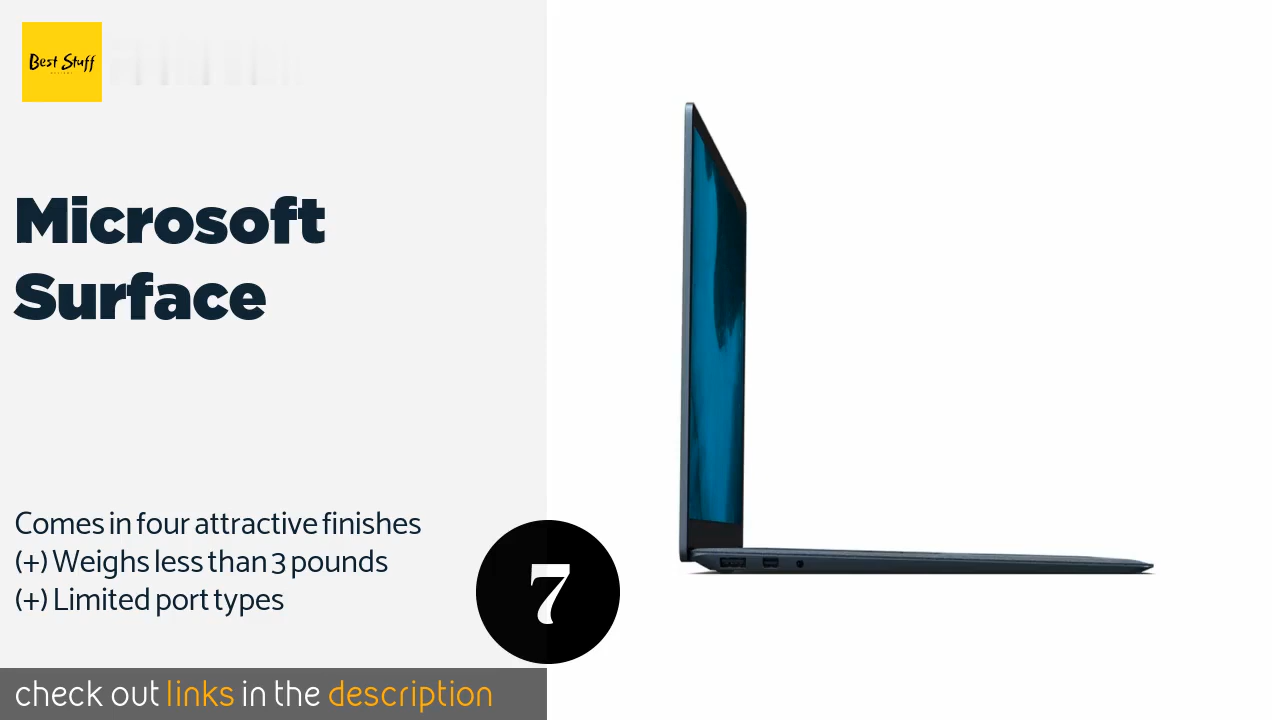 Best Stuff
Microsoft
Surface
Comes in four attractive finishes
(+) Weighs less than 3 pounds
(+) Limited port types
7
check out links in the description